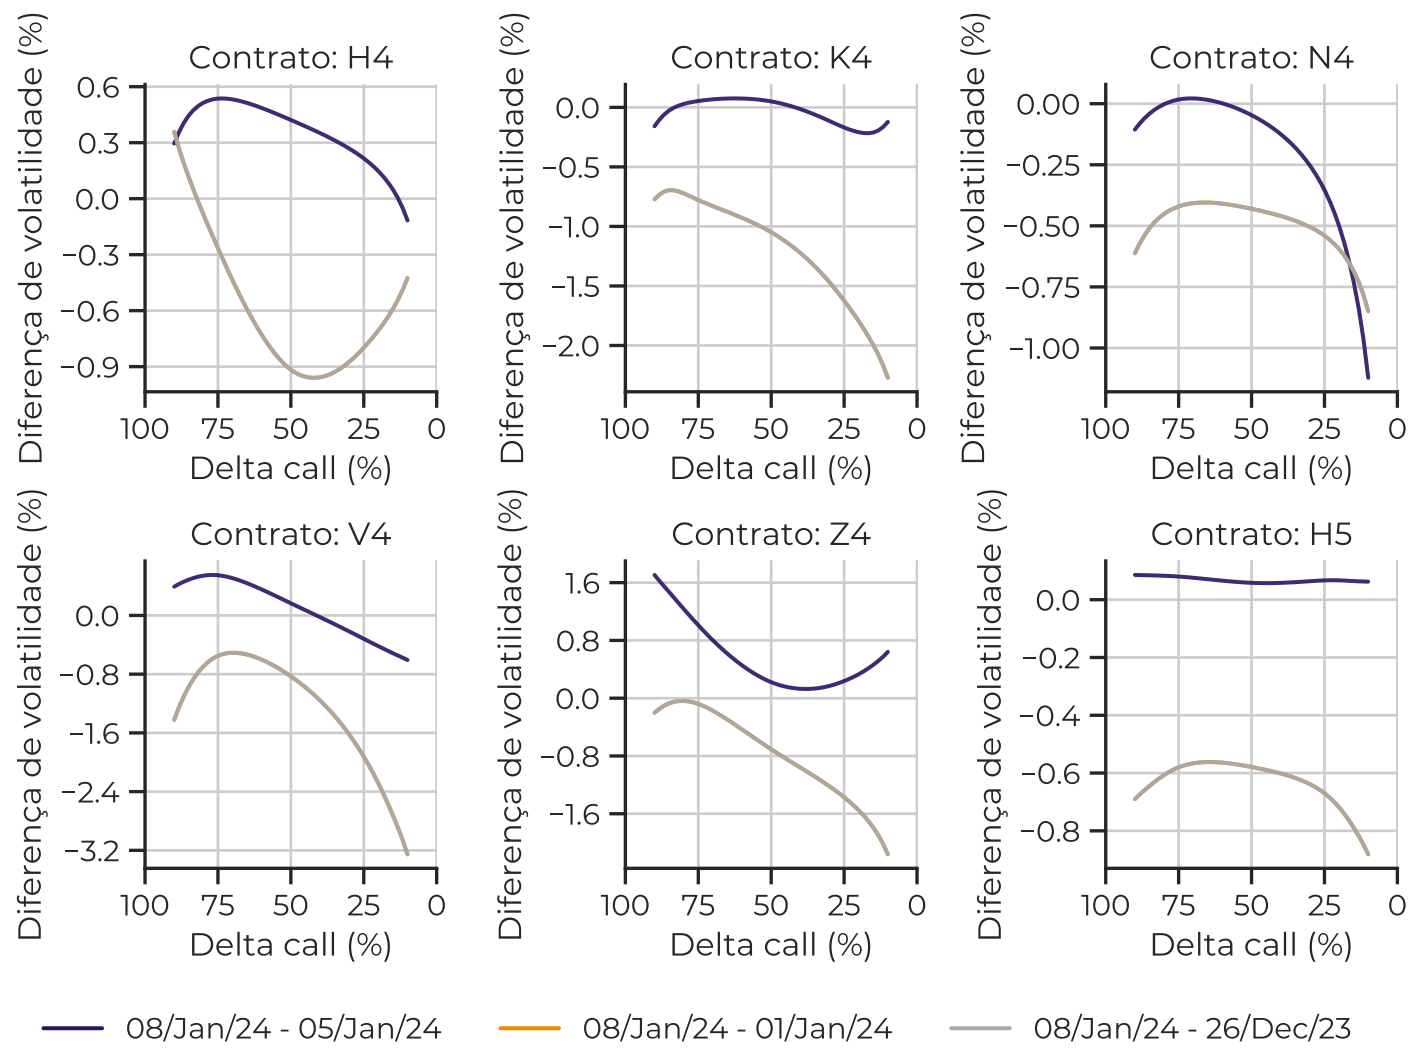 Contrato: H4
Diferença de volatilidade (%)
0.6
0.3
0.0
−0.3
−0.6
−0.9
100 75 50 25 0
Delta call (%)
Contrato: K4
Diferença de volatilidade (%)
0.0
−0.5
−1.0
−1.5
−2.0
100 75 50 25 0
Delta call (%)
Contrato: N4
Diferença de volatilidade (%)
0.00
−0.25
−0.50
−0.75
−1.00
100 75 50 25 0
Delta call (%)
Contrato: V4
Diferença de volatilidade (%)
0.0
−0.8
−1.6
−2.4
−3.2
100 75 50 25 0
Delta call (%)
Contrato: Z4
Diferença de volatilidade (%)
1.6
0.8
0.0
−0.8
−1.6
100 75 50 25 0
Delta call (%)
Contrato: H5
Diferença de volatilidade (%)
0.0
−0.2
−0.4
−0.6
−0.8
100 75 50 25 0
Delta call (%)
08/Jan/24 - 05/Jan/24 08/Jan/24 - 01/Jan/24 08/Jan/24 - 26/Dec/23